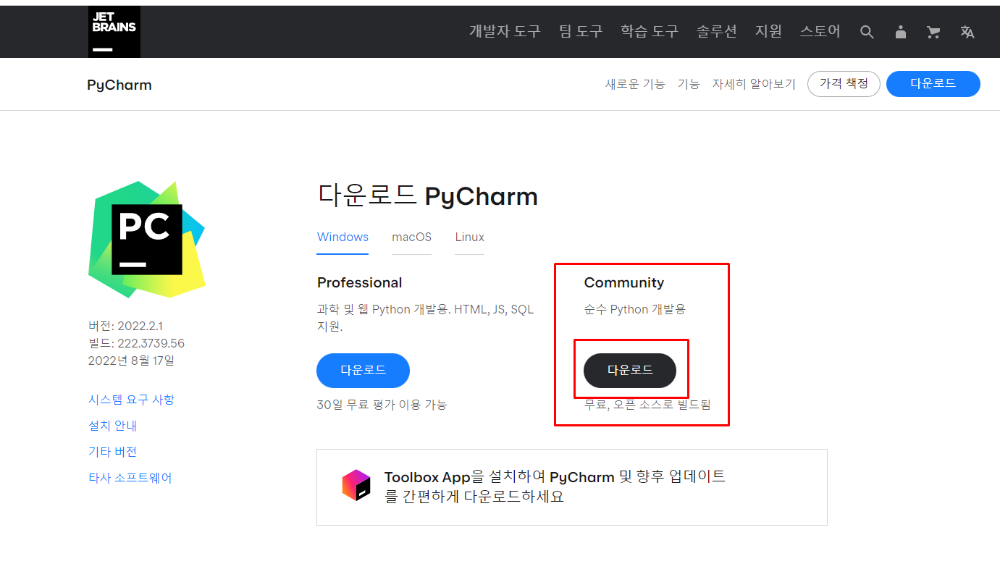 JET
BRAINS
개발자 도구 팀 도구 학습 도구 솔루션 지원 스토어
PyCharm
새로운 기능 기능 자세히 알아보기 가격 책정 다운로드
PC
버전: 2022.2.1
빌드: 222.3739.56
2022년 8월 17일
시스템 요구 사항
설치 안내
기타 버전
타사 소프트웨어
다운로드 PyCharm
Windows macOS Linux
Professional
과학 및 웹 Python 개발용. HTML, JS, SQL
지원.
다운로드
30일 무료 평가 이용 가능
Community
순수 Python 개발용
다운로드
무료, 오픈 소스로 빌드됨
Toolbox App을 설치하여 PyCharm 및 향후 업데이트
를 간편하게 다운로드하세요